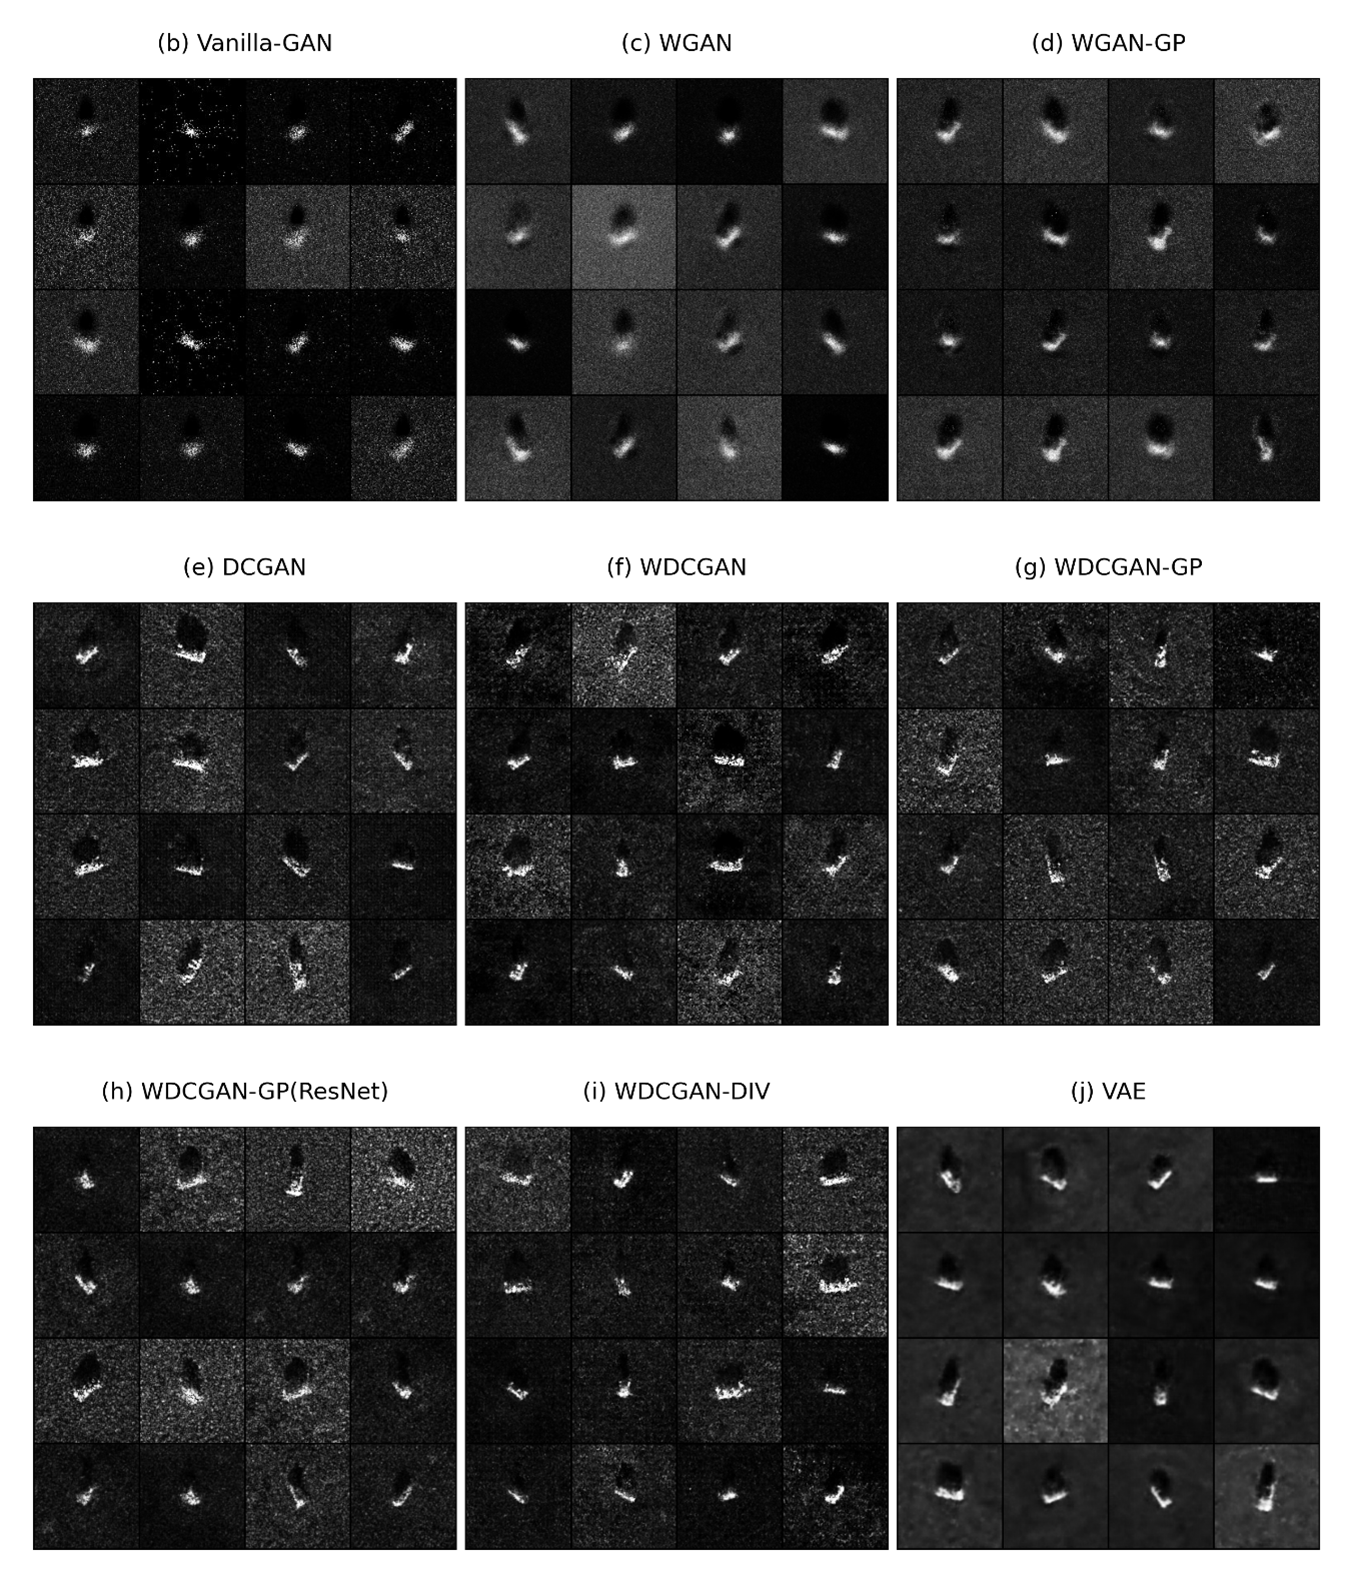 (b) Vanilla-GAN
(c) WGAN
(d) WGAN-GP
(e) DCGAN
(f) WDCGAN
(g) WDCGAN-GP
(h) WDCGAN-GP(ResNet)
(i) WDCGAN-DIV
(j) VAE